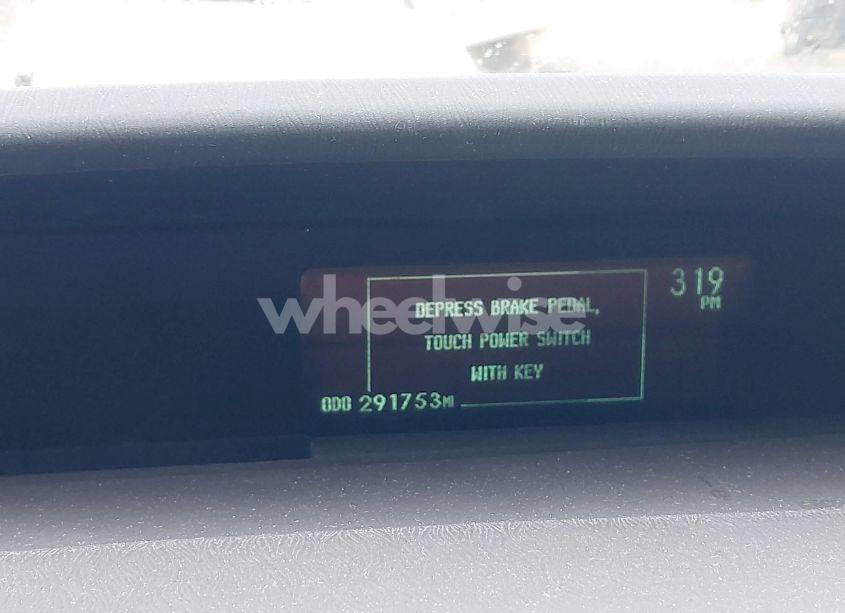 319
PM
DEPRESS BRAKE PEDAL,
TOUCH POWER SWITCH
WITH KEY
ODO 291753MI
wheelwise